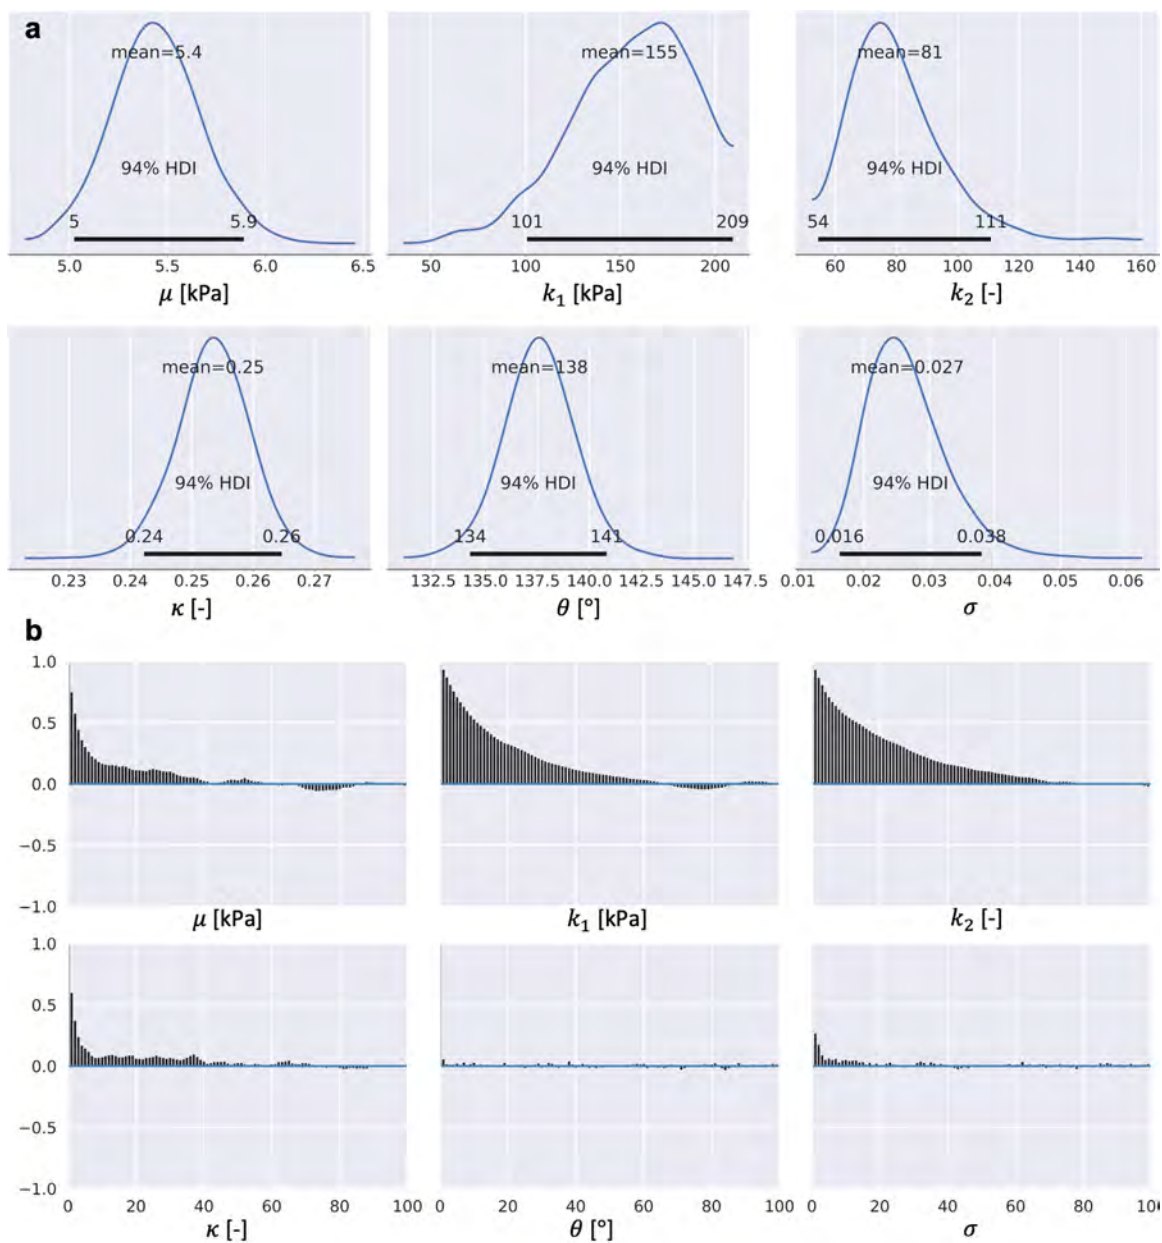 a
mean=5.4
94% HDI
5 5.9
5.0 5.5 6.0 6.5
μ [kPa]
mean=155
94% HDI
101 209
50 100 150 200
k₁ [kPa]
mean=81
94% HDI
54 111
60 80 100 120 140 160
k₂ [-]
mean=0.25
94% HDI
0.24 0.26
0.23 0.24 0.25 0.26 0.27
κ [-]
mean=138
94% HDI
134 141
132.5 135.0 137.5 140.0 142.5 145.0 147.5
θ [°]
mean=0.027
94% HDI
0.016 0.038
0.01 0.02 0.03 0.04 0.05 0.06
σ
b
1.0
0.5
0.0
−0.5
−1.0
μ [kPa]
k₁ [kPa]
k₂ [-]
1.0
0.5
0.0
−0.5
−1.0
0 20 40 60 80 100
κ [-]
0 20 40 60 80 100
θ [°]
0 20 40 60 80 10
σ